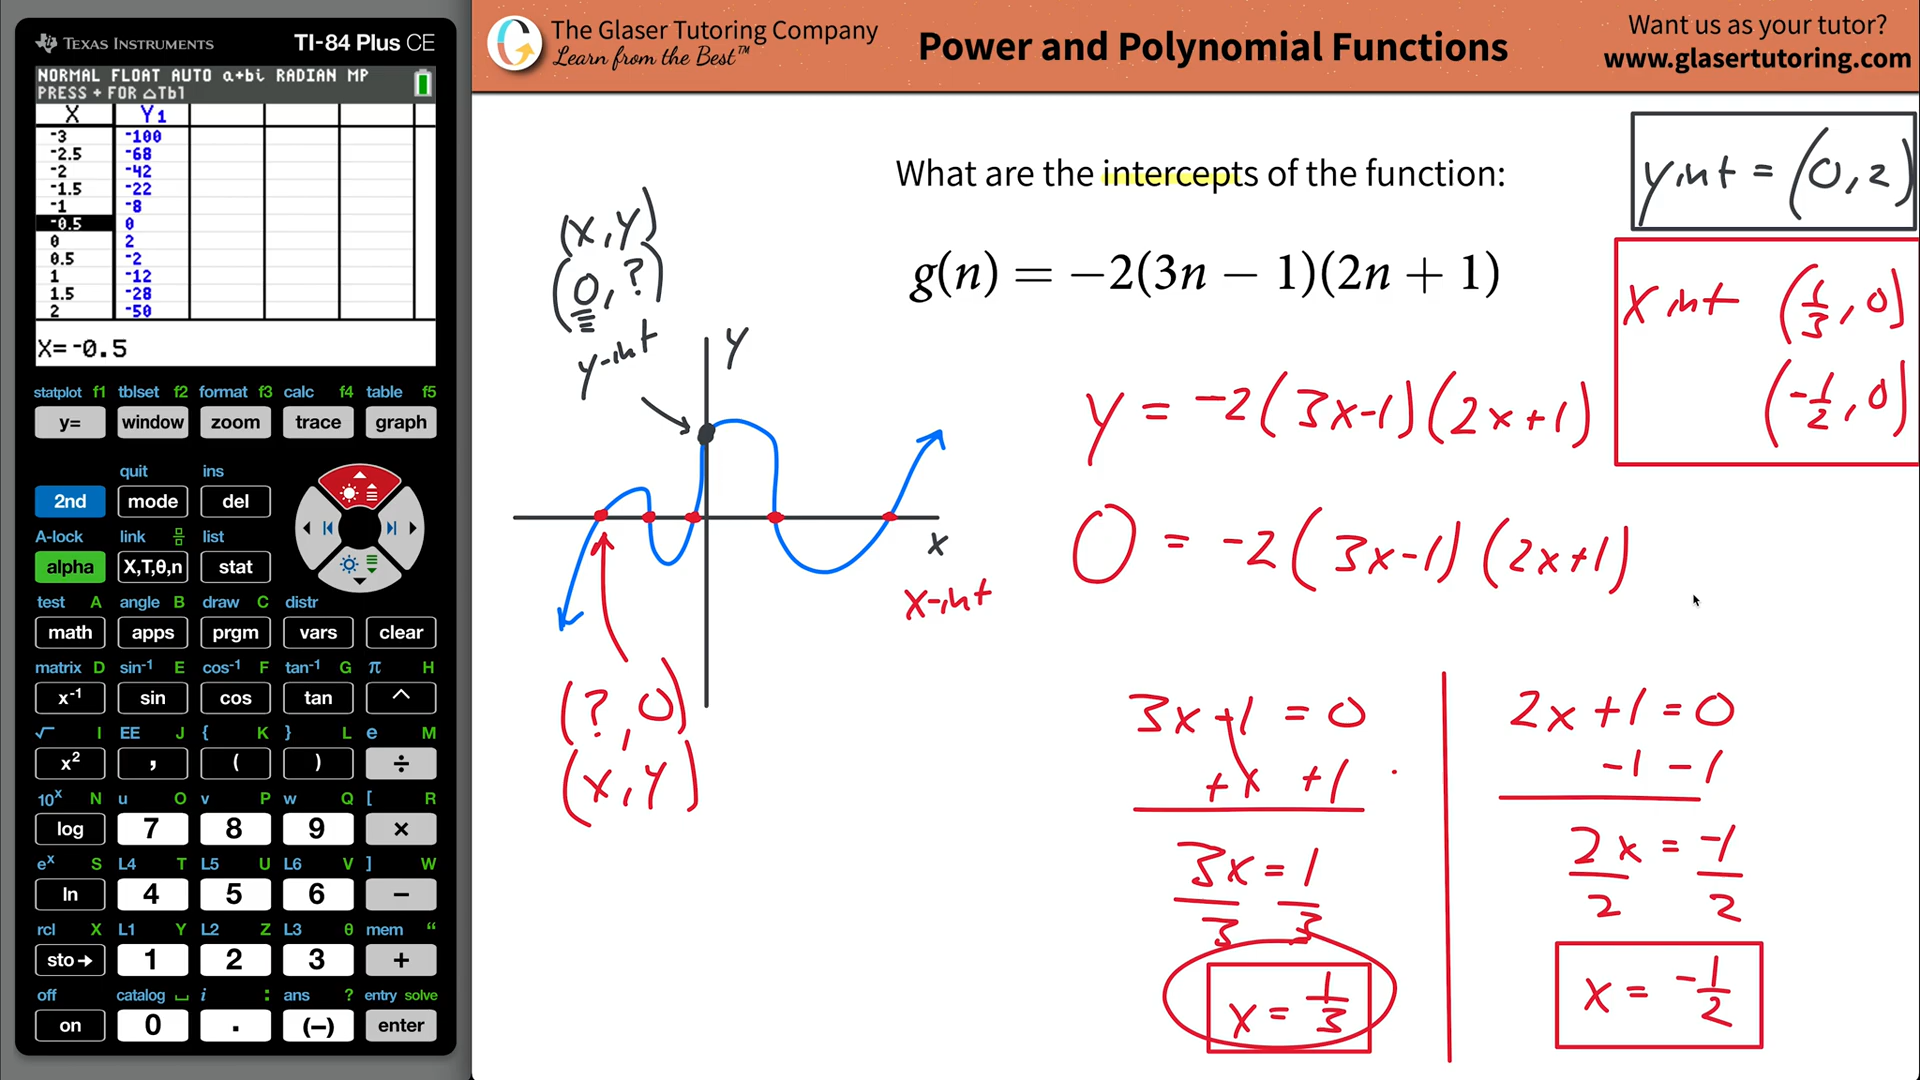 TEXAS INSTRUMENTS TI-84 Plus CE
NORMAL FLOAT AUTO a+bi RADIAN MP
PRESS + FOR △Tbl
X Y1
-3 -100
-2.5 -68
-2 -42
-1.5 -22
-1 -8
-0.5 0
0 2
0.5 -2
1 -12
1.5 -28
2 -50
X=-0.5
statplot f1 tblset f2 format f3 calc f4 table f5
y= window zoom trace graph
quit ins
2nd mode del
A-lock link list
alpha X,T,θ,n stat
test A angle B draw C distr
math apps prgm vars clear
matrix D sin⁻¹ E cos⁻¹ F tan⁻¹ G π H
x⁻¹ sin cos tan ^
√ I EE J { K } L e M
x² , ( ) ÷
10ˣ N u O v P w Q [ R
log 7 8 9 ×
eˣ S L4 T L5 U L6 V ] W
ln 4 5 6 −
rcl X L1 Y L2 Z L3 θ mem "
sto→ 1 2 3 +
off catalog ⎵ i : ans ? entry solve
on 0 . (−) enter
The Glaser Tutoring Company
Learn from the Best™
Power and Polynomial Functions
Want us as your tutor?
www.glasertutoring.com
What are the intercepts of the function:
g(n) = −2(3n − 1)(2n + 1)
y int = (0, 2)
x int (1/3, 0)
(-1/2, 0)
(x, y)
(0, ?)
y-int
y
x
x-int
(?, 0)
(x, y)
y = -2(3x-1)(2x+1)
0 = -2(3x-1)(2x+1)
3x+1 = 0
+x +1
3x = 1
3 3
x = 1/3
2x+1=0
-1 -1
2x = -1
2 2
x = -1/2